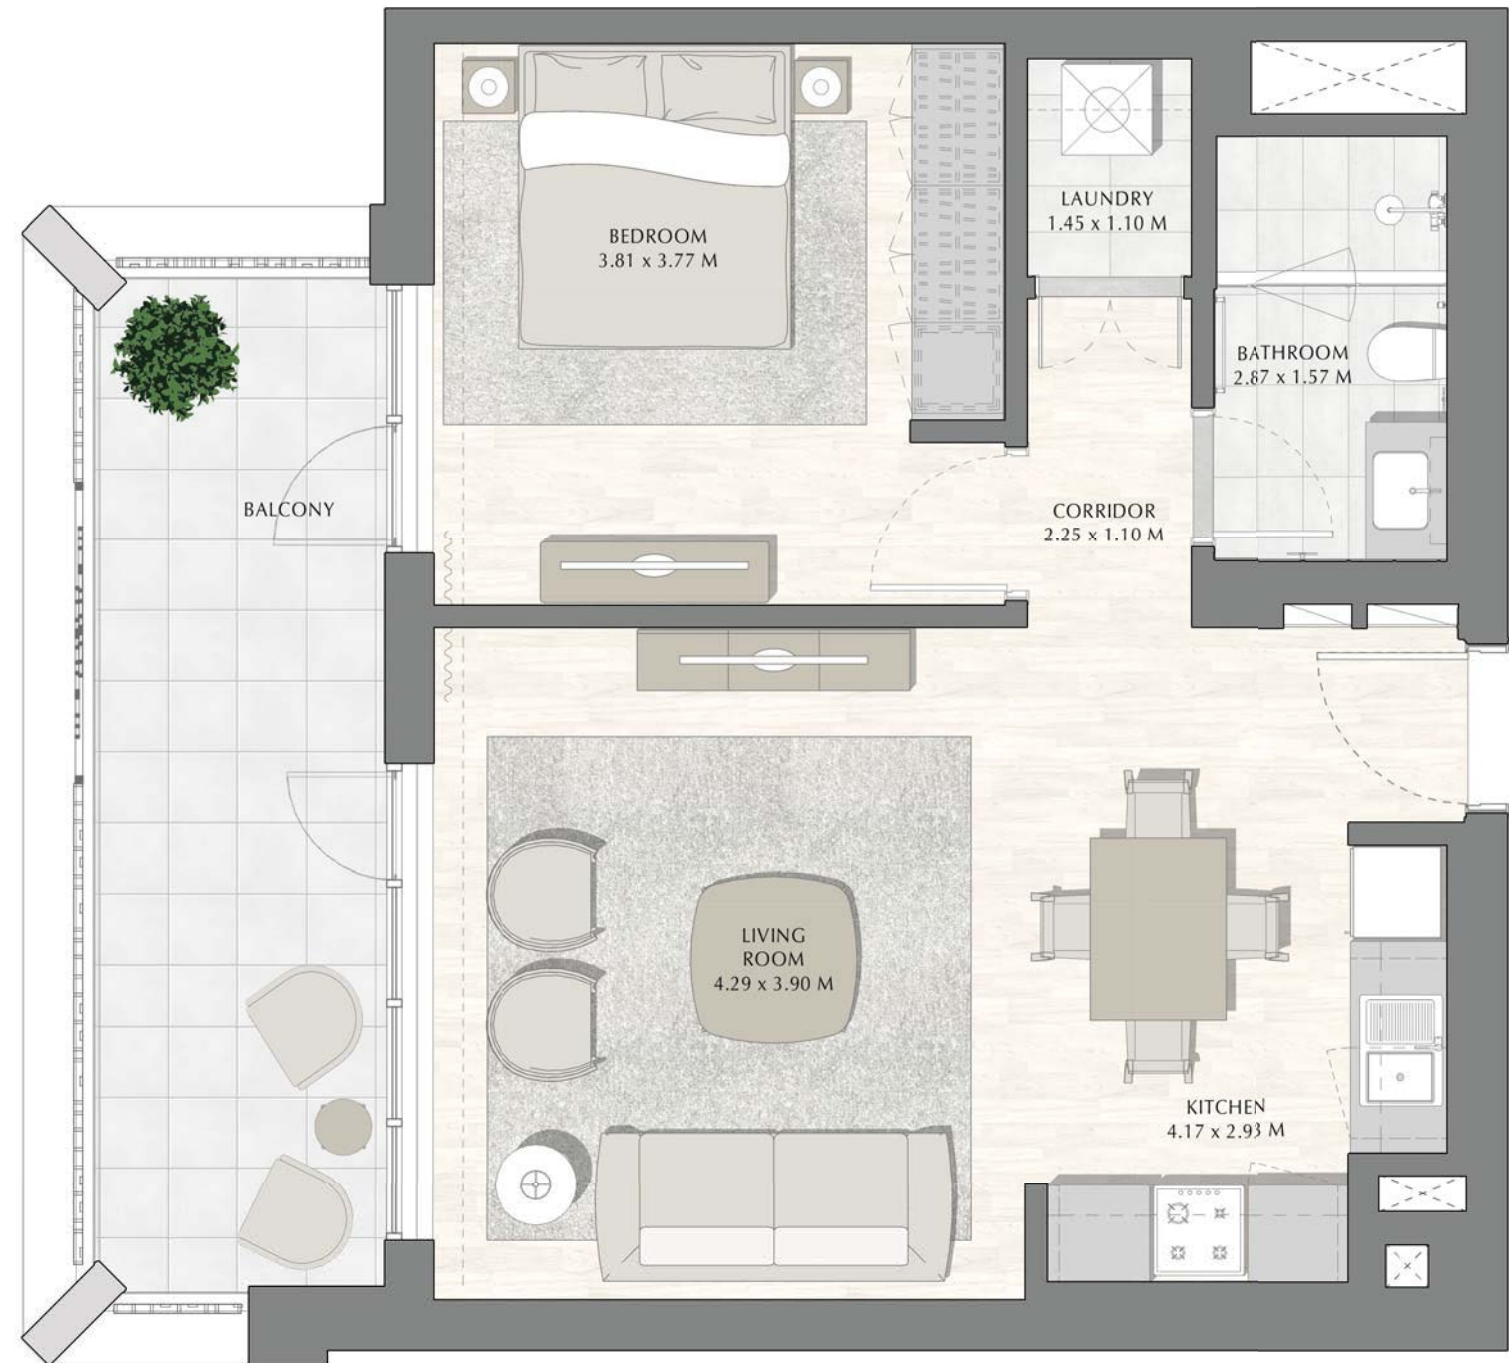 LAUNDRY
1.45 x 1.10 M
BEDROOM
3.81 x 3.77 M
BATHROOM
2.87 x 1.57 M
BALCONY
CORRIDOR
2.25 x 1.10 M
LIVING
ROOM
4.29 x 3.90 M
KITCHEN
4.17 x 2.93 M